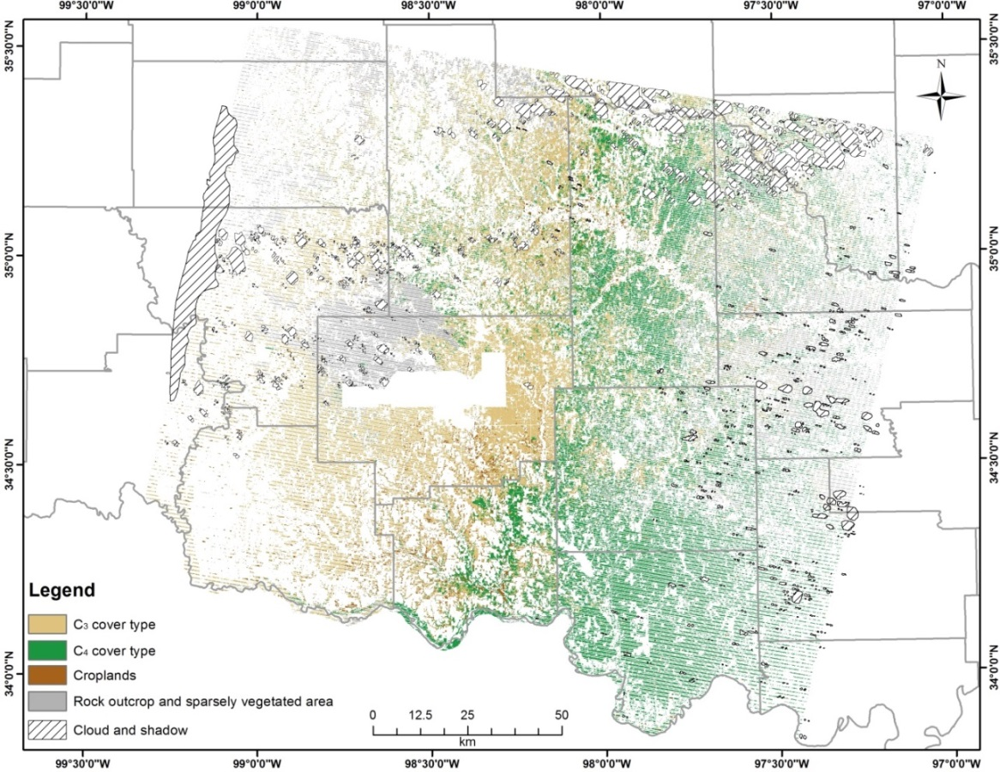 99°30'0"W 99°0'0"W 98°30'0"W 98°0'0"W 97°30'0"W 97°0'0"W
35°30'0"N 35°30'0"N
N
35°0'0"N 35°0'0"N
34°30'0"N 34°30'0"N
34°0'0"N 34°0'0"N
Legend
C₃ cover type
C₄ cover type
Croplands
Rock outcrop and sparsely vegetated area
Cloud and shadow
0 12.5 25 50
km
99°30'0"W 99°0'0"W 98°30'0"W 98°0'0"W 97°30'0"W 97°0'0"W